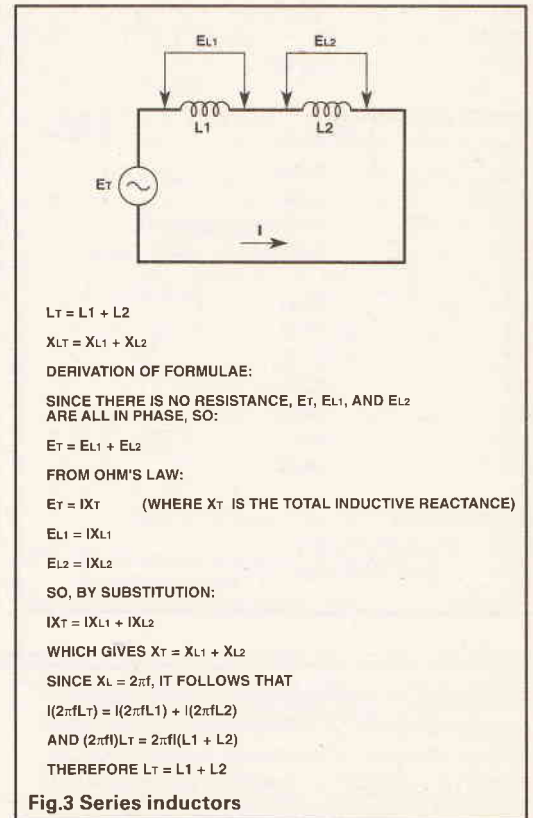 EL1 EL2
L1 L2
ET
I
LT = L1 + L2
XLT = XL1 + XL2
DERIVATION OF FORMULAE:
SINCE THERE IS NO RESISTANCE, ET, EL1, AND EL2
ARE ALL IN PHASE, SO:
ET = EL1 + EL2
FROM OHM'S LAW:
ET = IXT (WHERE XT IS THE TOTAL INDUCTIVE REACTANCE)
EL1 = IXL1
EL2 = IXL2
SO, BY SUBSTITUTION:
IXT = IXL1 + IXL2
WHICH GIVES XT = XL1 + XL2
SINCE XL = 2πf, IT FOLLOWS THAT
I(2πfLT) = I(2πfL1) + I(2πfL2)
AND (2πfI)LT = 2πfI(L1 + L2)
THEREFORE LT = L1 + L2
Fig.3 Series inductors